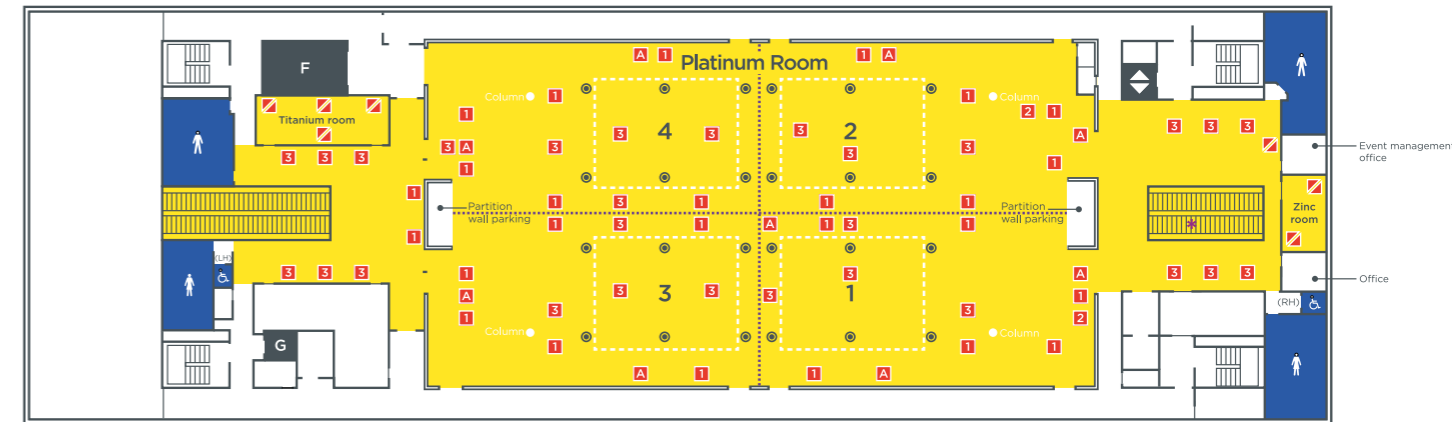 A 1 1 A
Platinum Room
F
Column 1 1 Column
Titanium room
1 2 1
3 3 3
3 4 3 3 2 A
3
3 A 3 3
3 3 3
1 1
Event management
office
1
1 3 1 1 1
Partition
wall parking
Partition
wall parking
Zinc
room
1 3 1 A 1 3 1
1
(LH)
3 3 3
1 3 A
3 3 3
Office
A 3 3 3 3 1 1
(RH)
1 3 3 2
Column Column
G 1 1 1
A 1 1 A